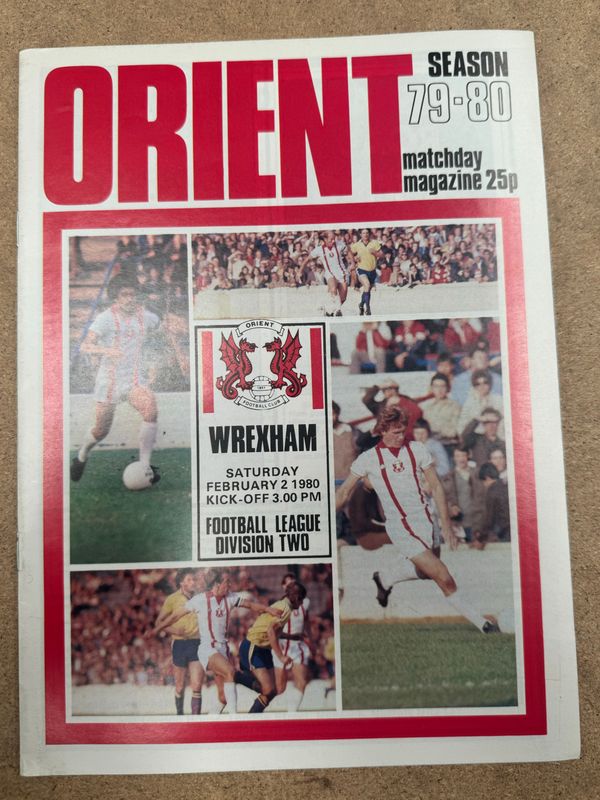 ORIENT
SEASON
79-80
matchday
magazine 25p
ORIENT
FOOTBALL CLUB
WREXHAM
SATURDAY
FEBRUARY 2 1980
KICK-OFF 3.00 PM
FOOTBALL LEAGUE
DIVISION TWO